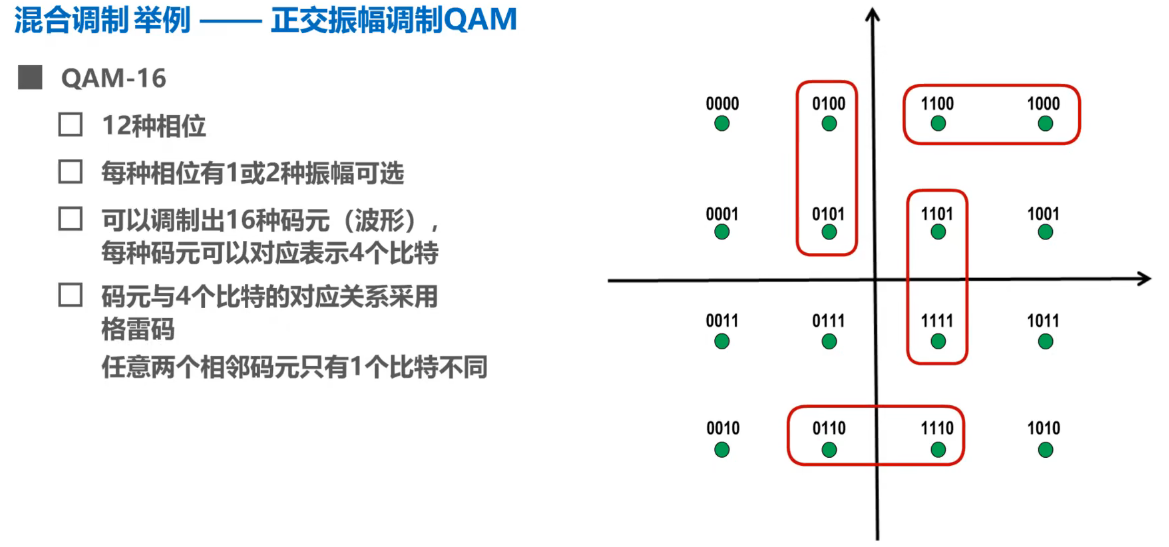 混合调制 举例 —— 正交振幅调制QAM
QAM-16
12种相位
每种相位有1或2种振幅可选
可以调制出16种码元（波形），
每种码元可以对应表示4个比特
码元与4个比特的对应关系采用
格雷码
任意两个相邻码元只有1个比特不同
0000 0100 1100 1000
0001 0101 1101 1001
0011 0111 1111 1011
0010 0110 1110 1010